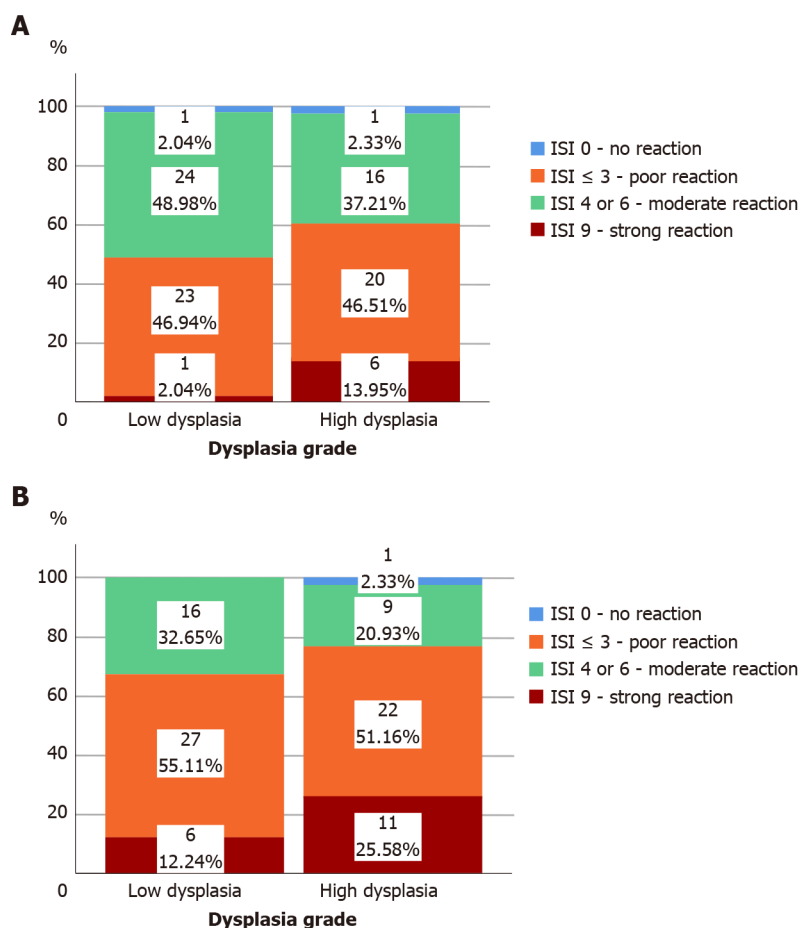 A
%
100
80
60
40
20
0
1
2.04%
24
48.98%
23
46.94%
1
2.04%
1
2.33%
16
37.21%
20
46.51%
6
13.95%
Low dysplasia
High dysplasia
Dysplasia grade
ISI 0 - no reaction
ISI ≤ 3 - poor reaction
ISI 4 or 6 - moderate reaction
ISI 9 - strong reaction
B
%
100
80
60
40
20
0
16
32.65%
27
55.11%
6
12.24%
1
2.33%
9
20.93%
22
51.16%
11
25.58%
Low dysplasia
High dysplasia
Dysplasia grade
ISI 0 - no reaction
ISI ≤ 3 - poor reaction
ISI 4 or 6 - moderate reaction
ISI 9 - strong reaction